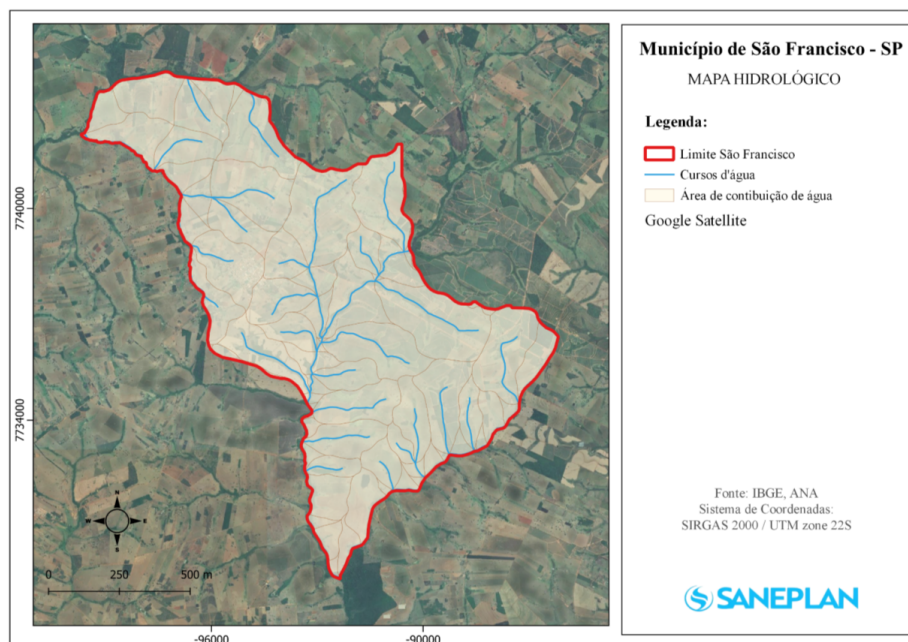 Município de São Francisco - SP
MAPA HIDROLÓGICO
Legenda:
Limite São Francisco
Cursos d'água
Área de contibuição de água
Google Satellite
7740000
7734000
N
W E
S
0 250 500 m
-96000 -90000
Fonte: IBGE, ANA
Sistema de Coordenadas:
SIRGAS 2000 / UTM zone 22S
SANEPLAN